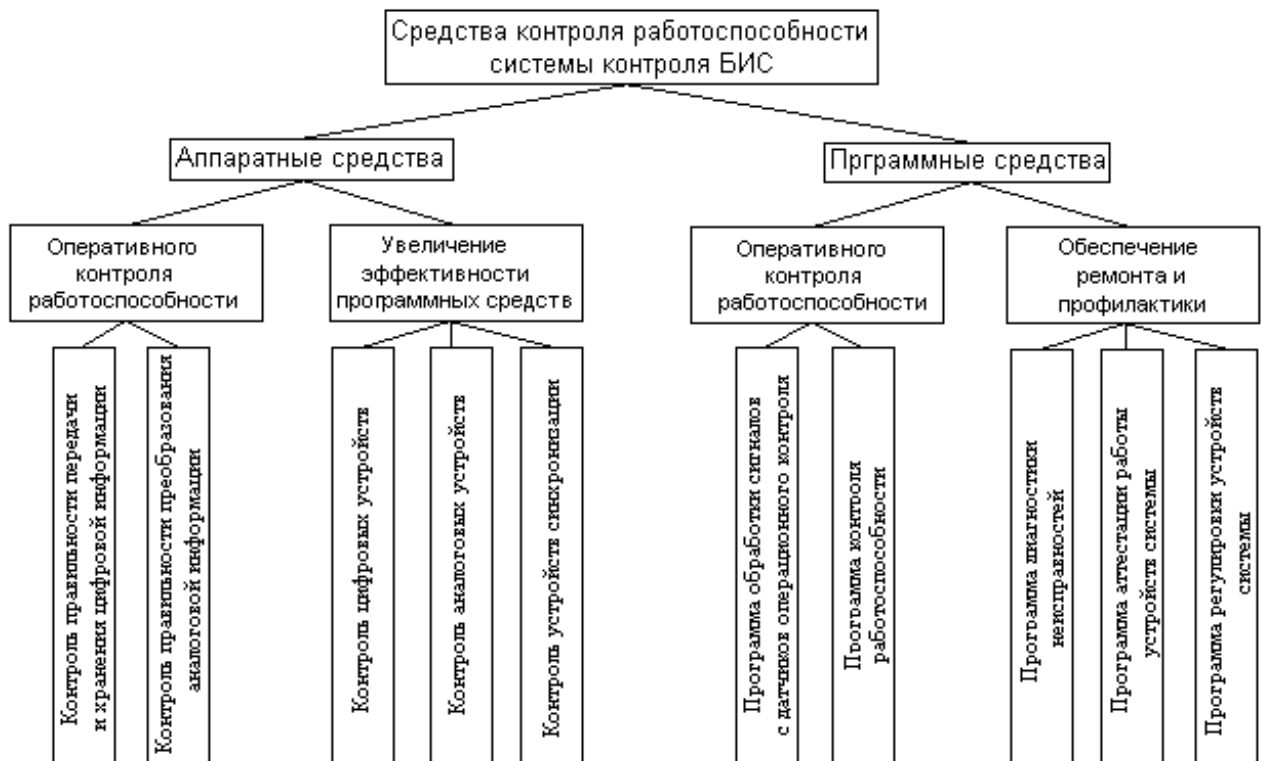 Средства контроля работоспособности
системы контроля БИС
Аппаратные средства
Прграммные средства
Оперативного
контроля
работоспособности
Увеличение
эффективности
программных средств
Оперативного
контроля
работоспособности
Обеспечение
ремонта и
профилактики
Контроль правильности передачи
и хранения цифровой информации
Контроль правильности преобразования
аналоговой информации
Контроль цифровых устройств
Контроль аналоговых устройств
Контроль устройств синхронизации
Программа обработки сигналов
с датчиков операционного контроля
Программа контроля
работоспособности
Программа диагностики
неисправностей
Программа аттестации работы
устройств системы
Программа регулировки устройств
системы